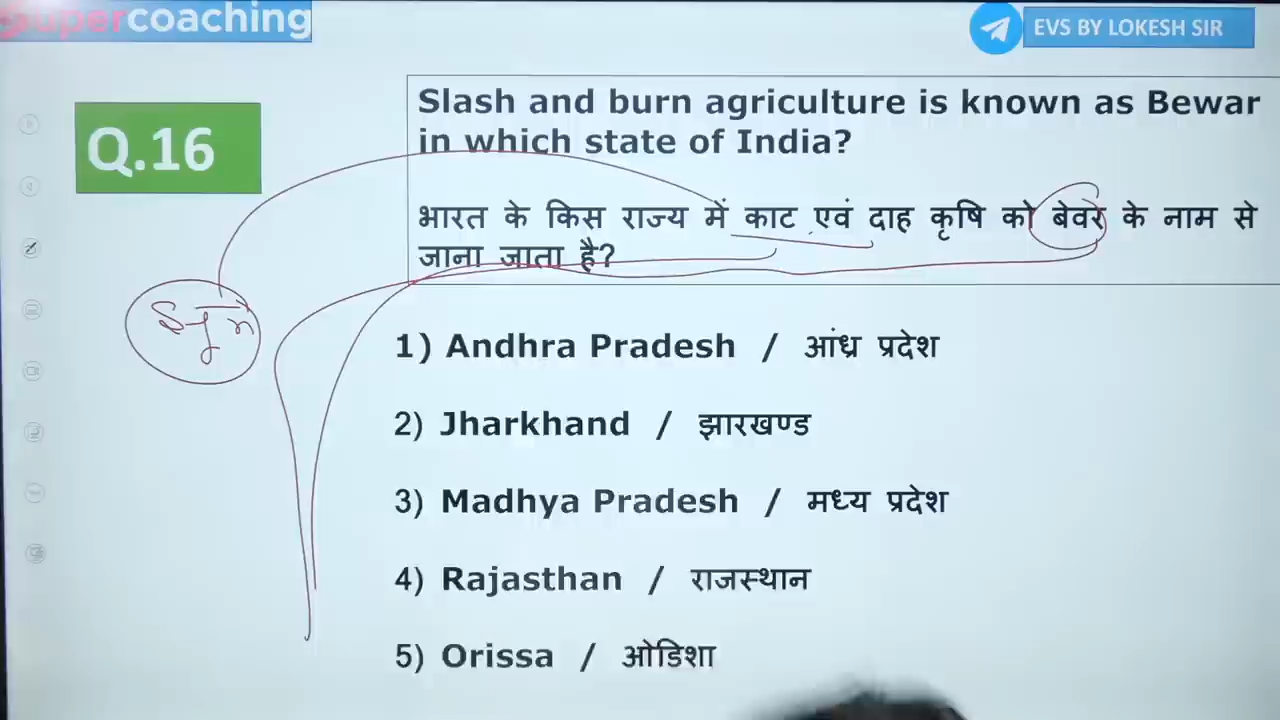 Supercoaching
EVS BY LOKESH SIR
Q.16
Slash and burn agriculture is known as Bewar
in which state of India?
भारत के किस राज्य में काट एवं दाह कृषि को बेवर के नाम से
जाना जाता है?
1) Andhra Pradesh / आंध्र प्रदेश
2) Jharkhand / झारखण्ड
3) Madhya Pradesh / मध्य प्रदेश
4) Rajasthan / राजस्थान
5) Orissa / ओडिशा